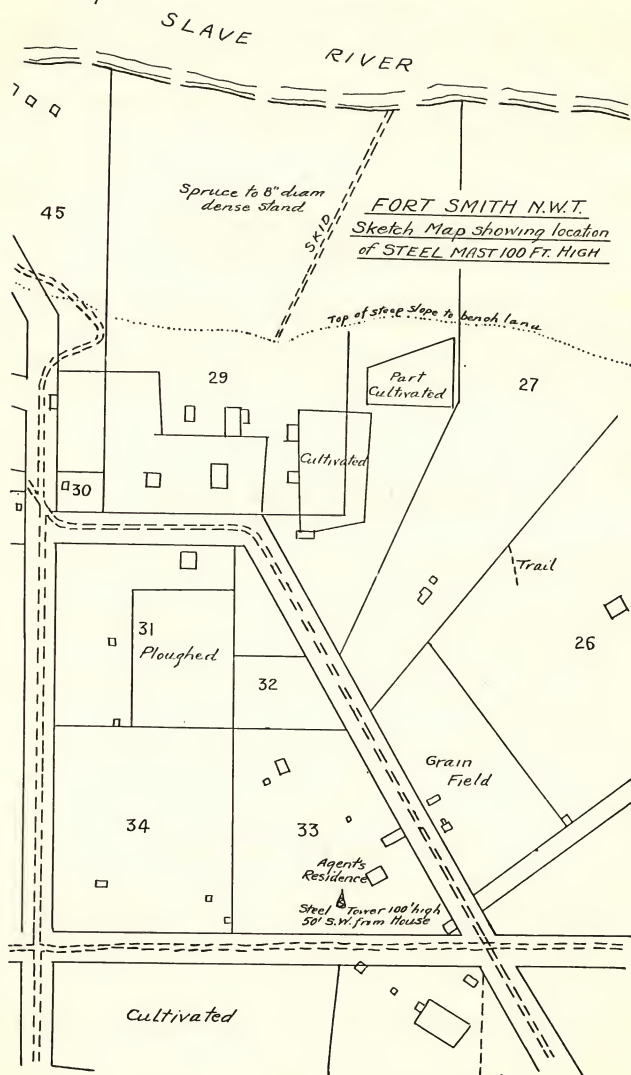 SLAVE RIVER
Spruce to 8" diam
dense stand
SKID
FORT SMITH N.W.T.
Sketch Map showing location
of STEEL MAST 100 FT. HIGH
45
Top of steep slope to bench land
29
Part
Cultivated
27
Cultivated
30
Trail
31
Ploughed
26
32
Grain
Field
34
33
Agent's
Residence
Steel Tower 100' high
50' S.W. from House
Cultivated